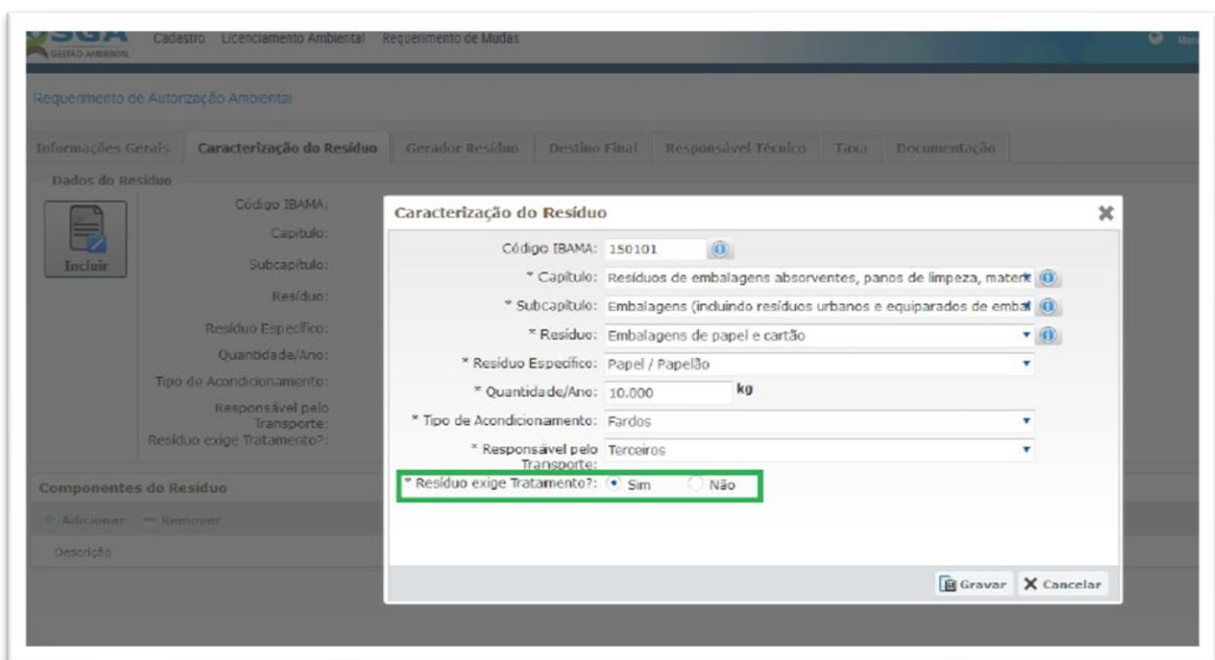 SGA
GESTÃO AMBIENTAL
Cadastro Licenciamento Ambiental Requerimento de Mudas
Requerimento de Autorização Ambiental
Informações Gerais Caracterização do Resíduo Gerador Resíduo Destino Final Responsável Técnico Taxa Documentação
Dados do Resíduo
Incluir
Código IBAMA:
Capítulo:
Subcapítulo:
Resíduo:
Resíduo Específico:
Quantidade/Ano:
Tipo de Acondicionamento:
Responsável pelo
Transporte:
Resíduo exige Tratamento?:
Componentes do Resíduo
Adicionar Remover
Descrição
Caracterização do Resíduo
Código IBAMA: 150101
* Capítulo: Resíduos de embalagens absorventes, panos de limpeza, materi
* Subcapítulo: Embalagens (incluindo resíduos urbanos e equiparados de embal
* Resíduo: Embalagens de papel e cartão
* Resíduo Específico: Papel / Papelão
* Quantidade/Ano: 10.000 kg
* Tipo de Acondicionamento: Fardos
* Responsável pelo Terceiros
Transporte:
* Resíduo exige Tratamento?: Sim Não
Gravar Cancelar